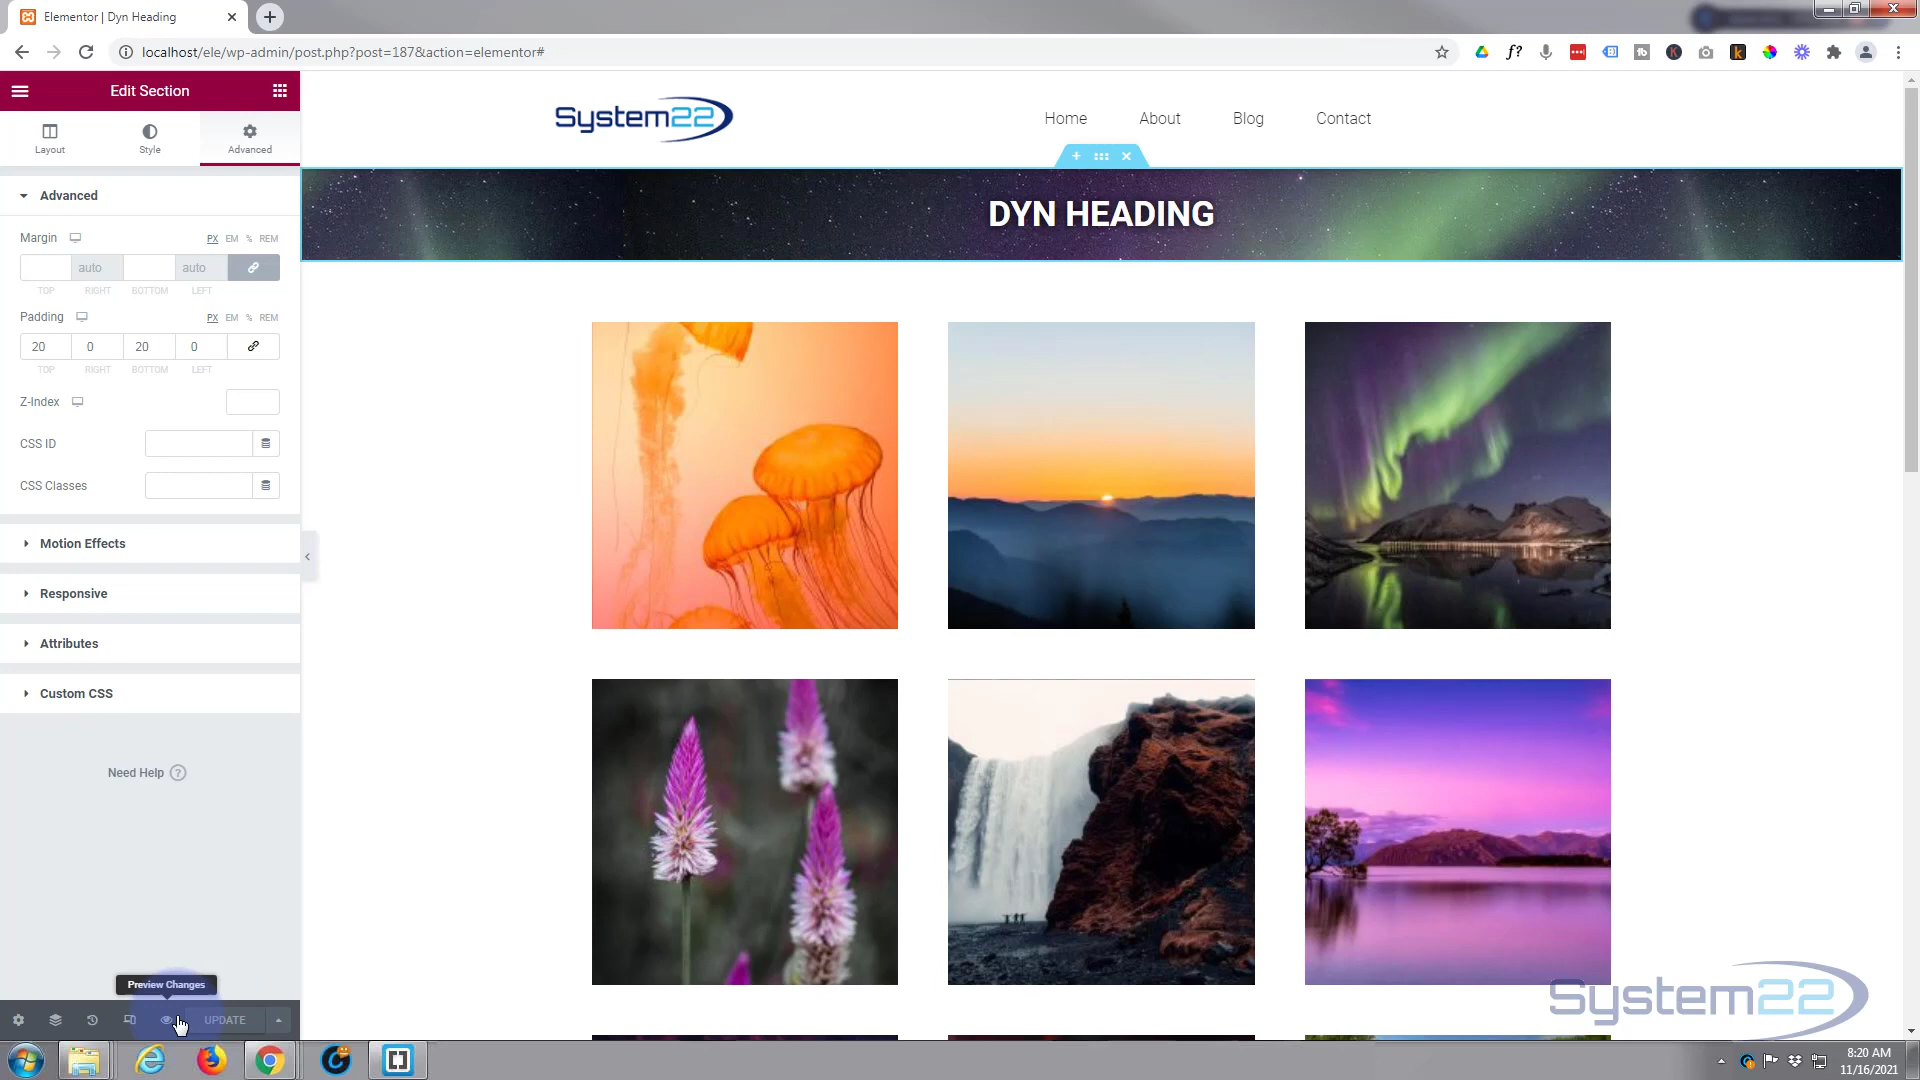 Elementor | Dyn Heading
localhost/ele/wp-admin/post.php?post=187&action=elementor#
Edit Section
Layout
Style
Advanced
Advanced
Margin
PX EM % REM
auto auto
TOP RIGHT BOTTOM LEFT
Padding
PX EM % REM
20 0 20 0
TOP RIGHT BOTTOM LEFT
Z-Index
CSS ID
CSS Classes
Motion Effects
Responsive
Attributes
Custom CSS
Need Help ?
Preview Changes
UPDATE
System22
Home
About
Blog
Contact
DYN HEADING
System22
8:20 AM
11/16/2021